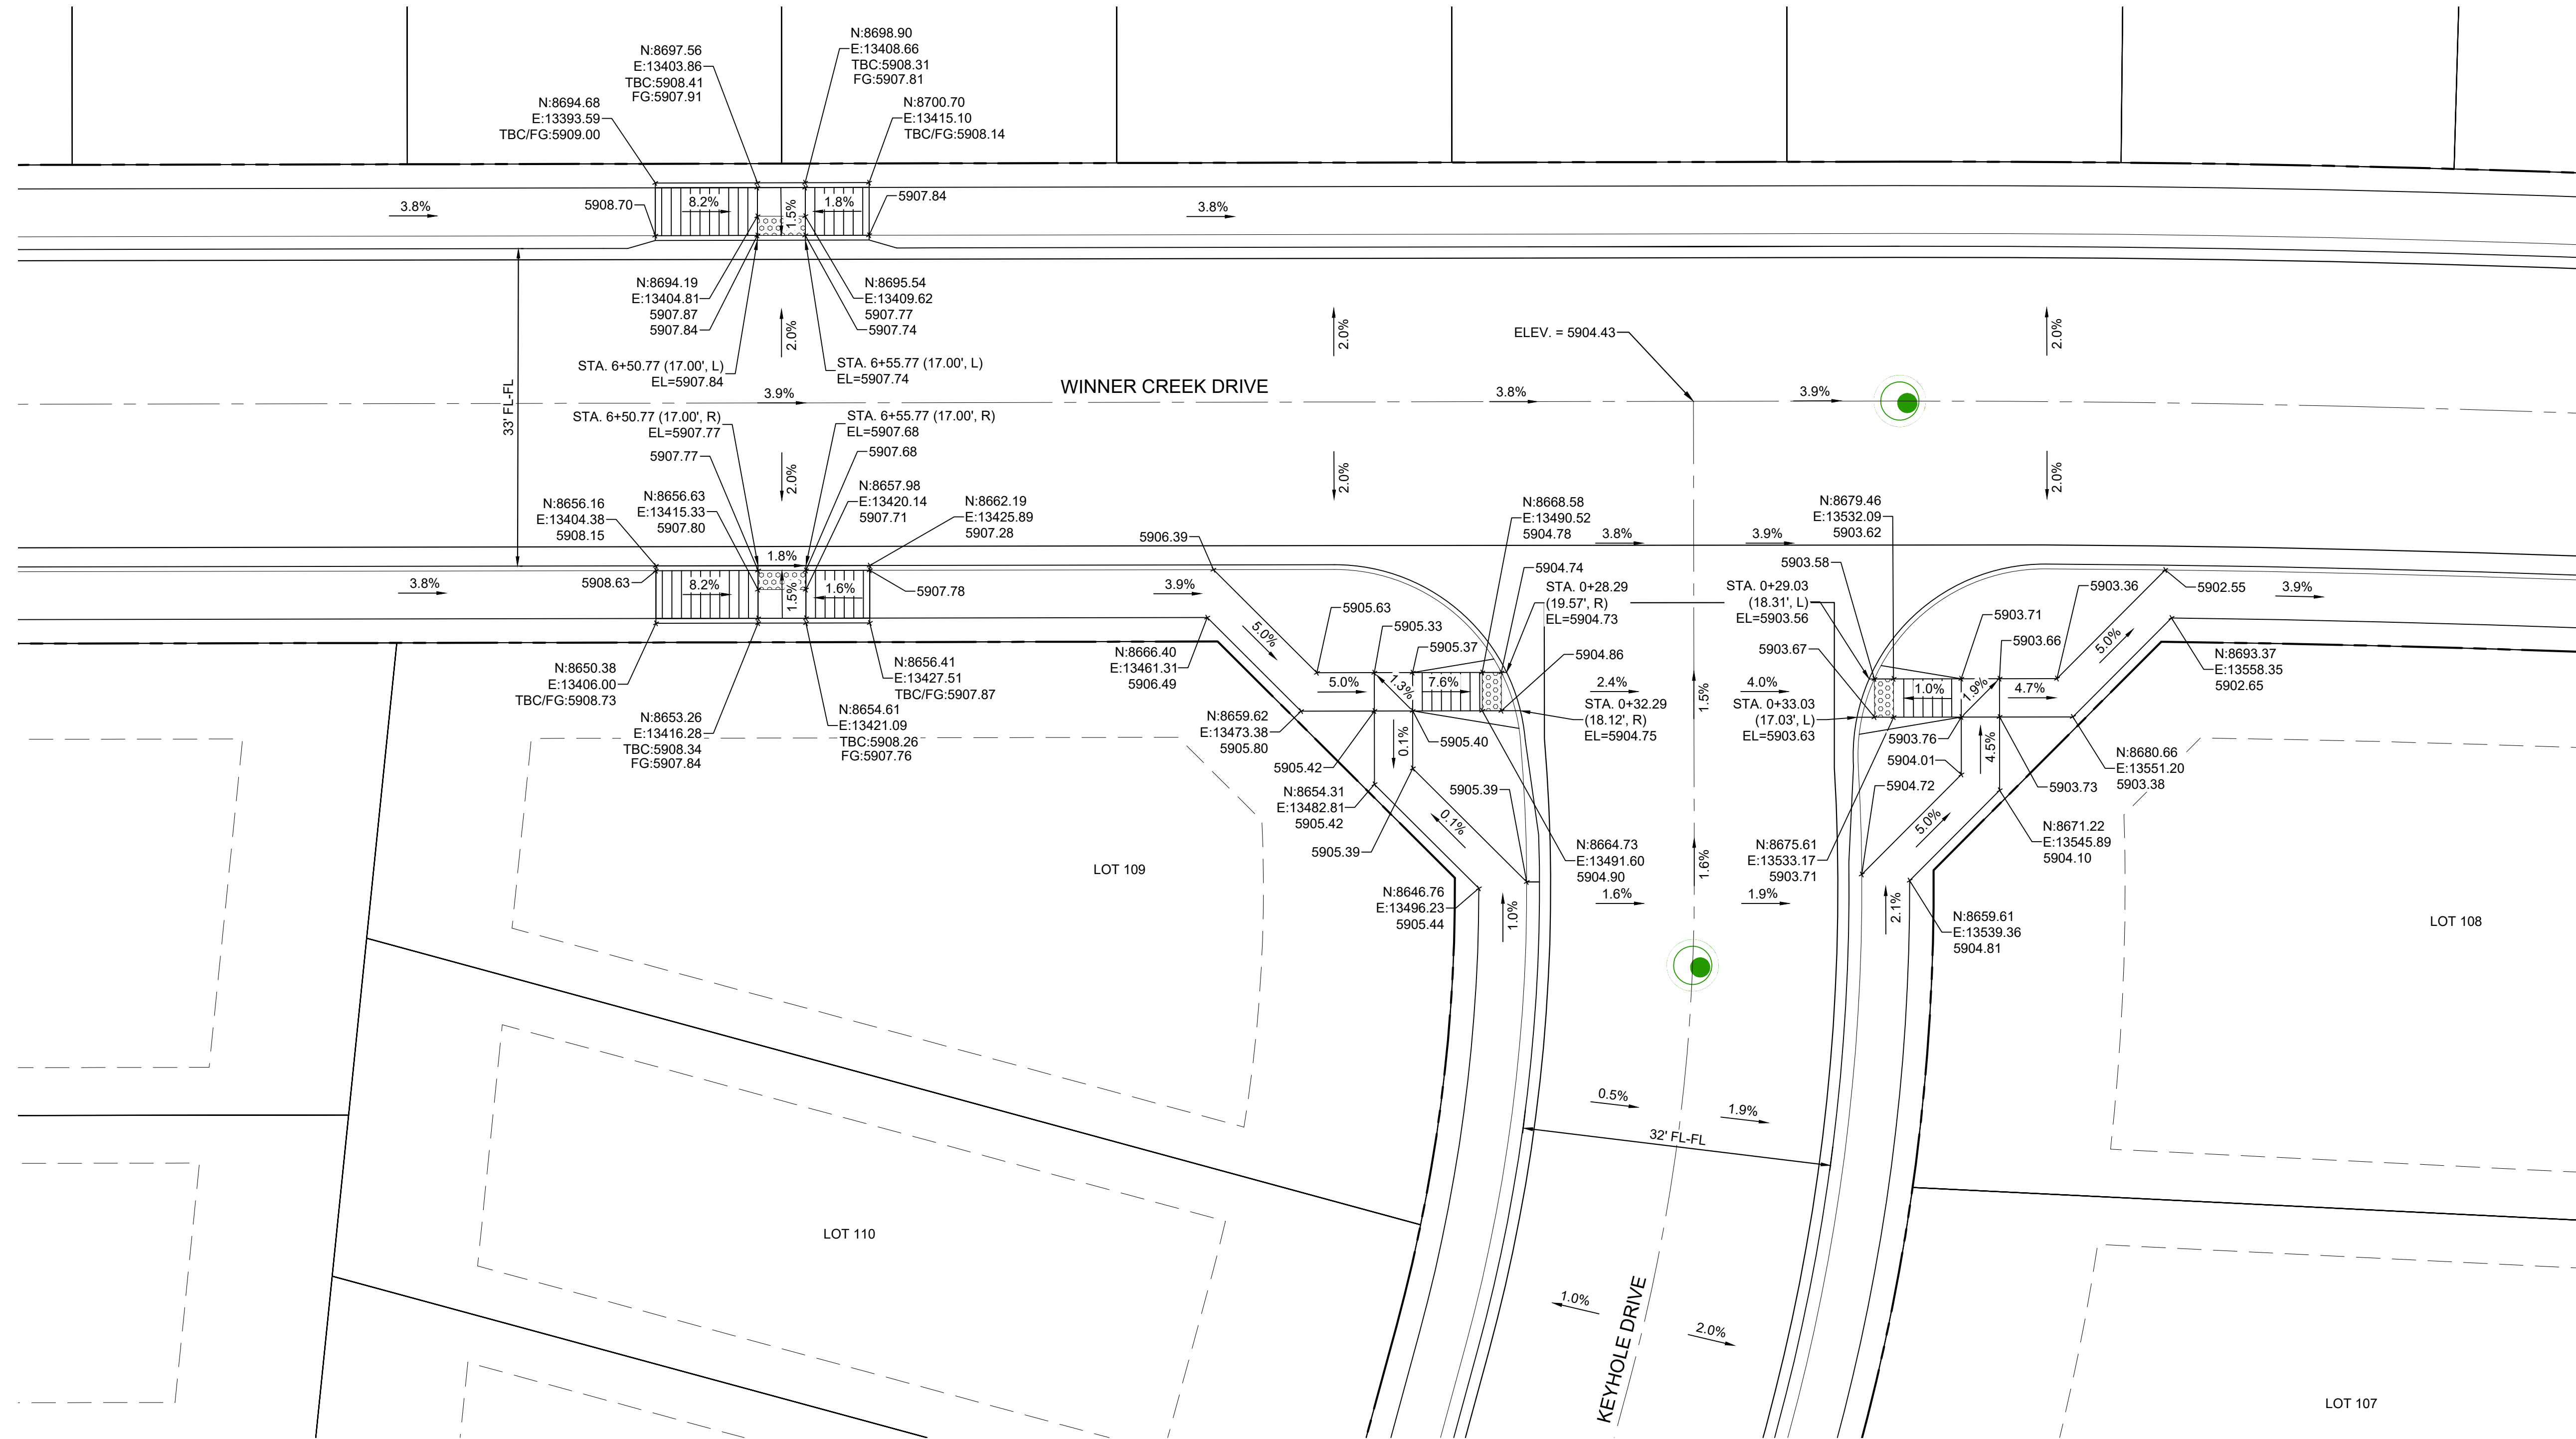 N:8698.90
E:13408.66
TBC:5908.31
FG:5907.81
N:8697.56
E:13403.86
TBC:5908.41
FG:5907.91
N:8694.68
E:13393.59
TBC/FG:5909.00
N:8700.70
E:13415.10
TBC/FG:5908.14
3.8%
5908.70
8.2%
1.5%
1.8%
5907.84
3.8%
N:8694.19
E:13404.81
5907.87
5907.84
N:8695.54
E:13409.62
5907.77
5907.74
2.0%
2.0%
2.0%
ELEV. = 5904.43
STA. 6+50.77 (17.00', L)
EL=5907.84
STA. 6+55.77 (17.00', L)
EL=5907.74
33' FL-FL
3.9%
WINNER CREEK DRIVE
3.8%
3.9%
STA. 6+50.77 (17.00', R)
EL=5907.77
STA. 6+55.77 (17.00', R)
EL=5907.68
5907.77
5907.68
2.0%
2.0%
2.0%
N:8656.16
E:13404.38
5908.15
N:8656.63
E:13415.33
5907.80
N:8657.98
E:13420.14
5907.71
N:8662.19
E:13425.89
5907.28
5906.39
N:8668.58
E:13490.52
5904.78
3.8%
3.9%
N:8679.46
E:13532.09
5903.62
3.8%
5908.63
8.2%
1.8%
1.5%
1.6%
5907.78
3.9%
5904.74
STA. 0+28.29
(19.57', R)
EL=5904.73
STA. 0+29.03
(18.31', L)
EL=5903.56
5903.58
5903.71
5903.36
5902.55
3.9%
5.0%
5905.63
5905.33
5905.37
5904.86
5903.67
5903.66
5.0%
N:8650.38
E:13406.00
TBC/FG:5908.73
N:8656.41
E:13427.51
TBC/FG:5907.87
N:8666.40
E:13461.31
5906.49
5.0%
1.3%
7.6%
2.4%
1.5%
4.0%
1.0%
1.9%
4.7%
N:8693.37
E:13558.35
5902.65
N:8653.26
E:13416.28
TBC:5908.34
FG:5907.84
N:8654.61
E:13421.09
TBC:5908.26
FG:5907.76
N:8659.62
E:13473.38
5905.80
0.1%
5905.40
STA. 0+32.29
(18.12', R)
EL=5904.75
STA. 0+33.03
(17.03', L)
EL=5903.63
5903.76
4.5%
5905.42
5904.01
N:8680.66
E:13551.20
5903.38
N:8654.31
E:13482.81
5905.42
5905.39
5904.72
5903.73
0.1%
5.0%
5905.39
N:8664.73
E:13491.60
5904.90
1.6%
N:8675.61
E:13533.17
5903.71
N:8671.22
E:13545.89
5904.10
LOT 109
N:8646.76
E:13496.23
5905.44
1.0%
1.6%
1.9%
2.1%
N:8659.61
E:13539.36
5904.81
LOT 108
0.5%
1.9%
32' FL-FL
LOT 110
1.0%
2.0%
KEYHOLE DRIVE
LOT 107